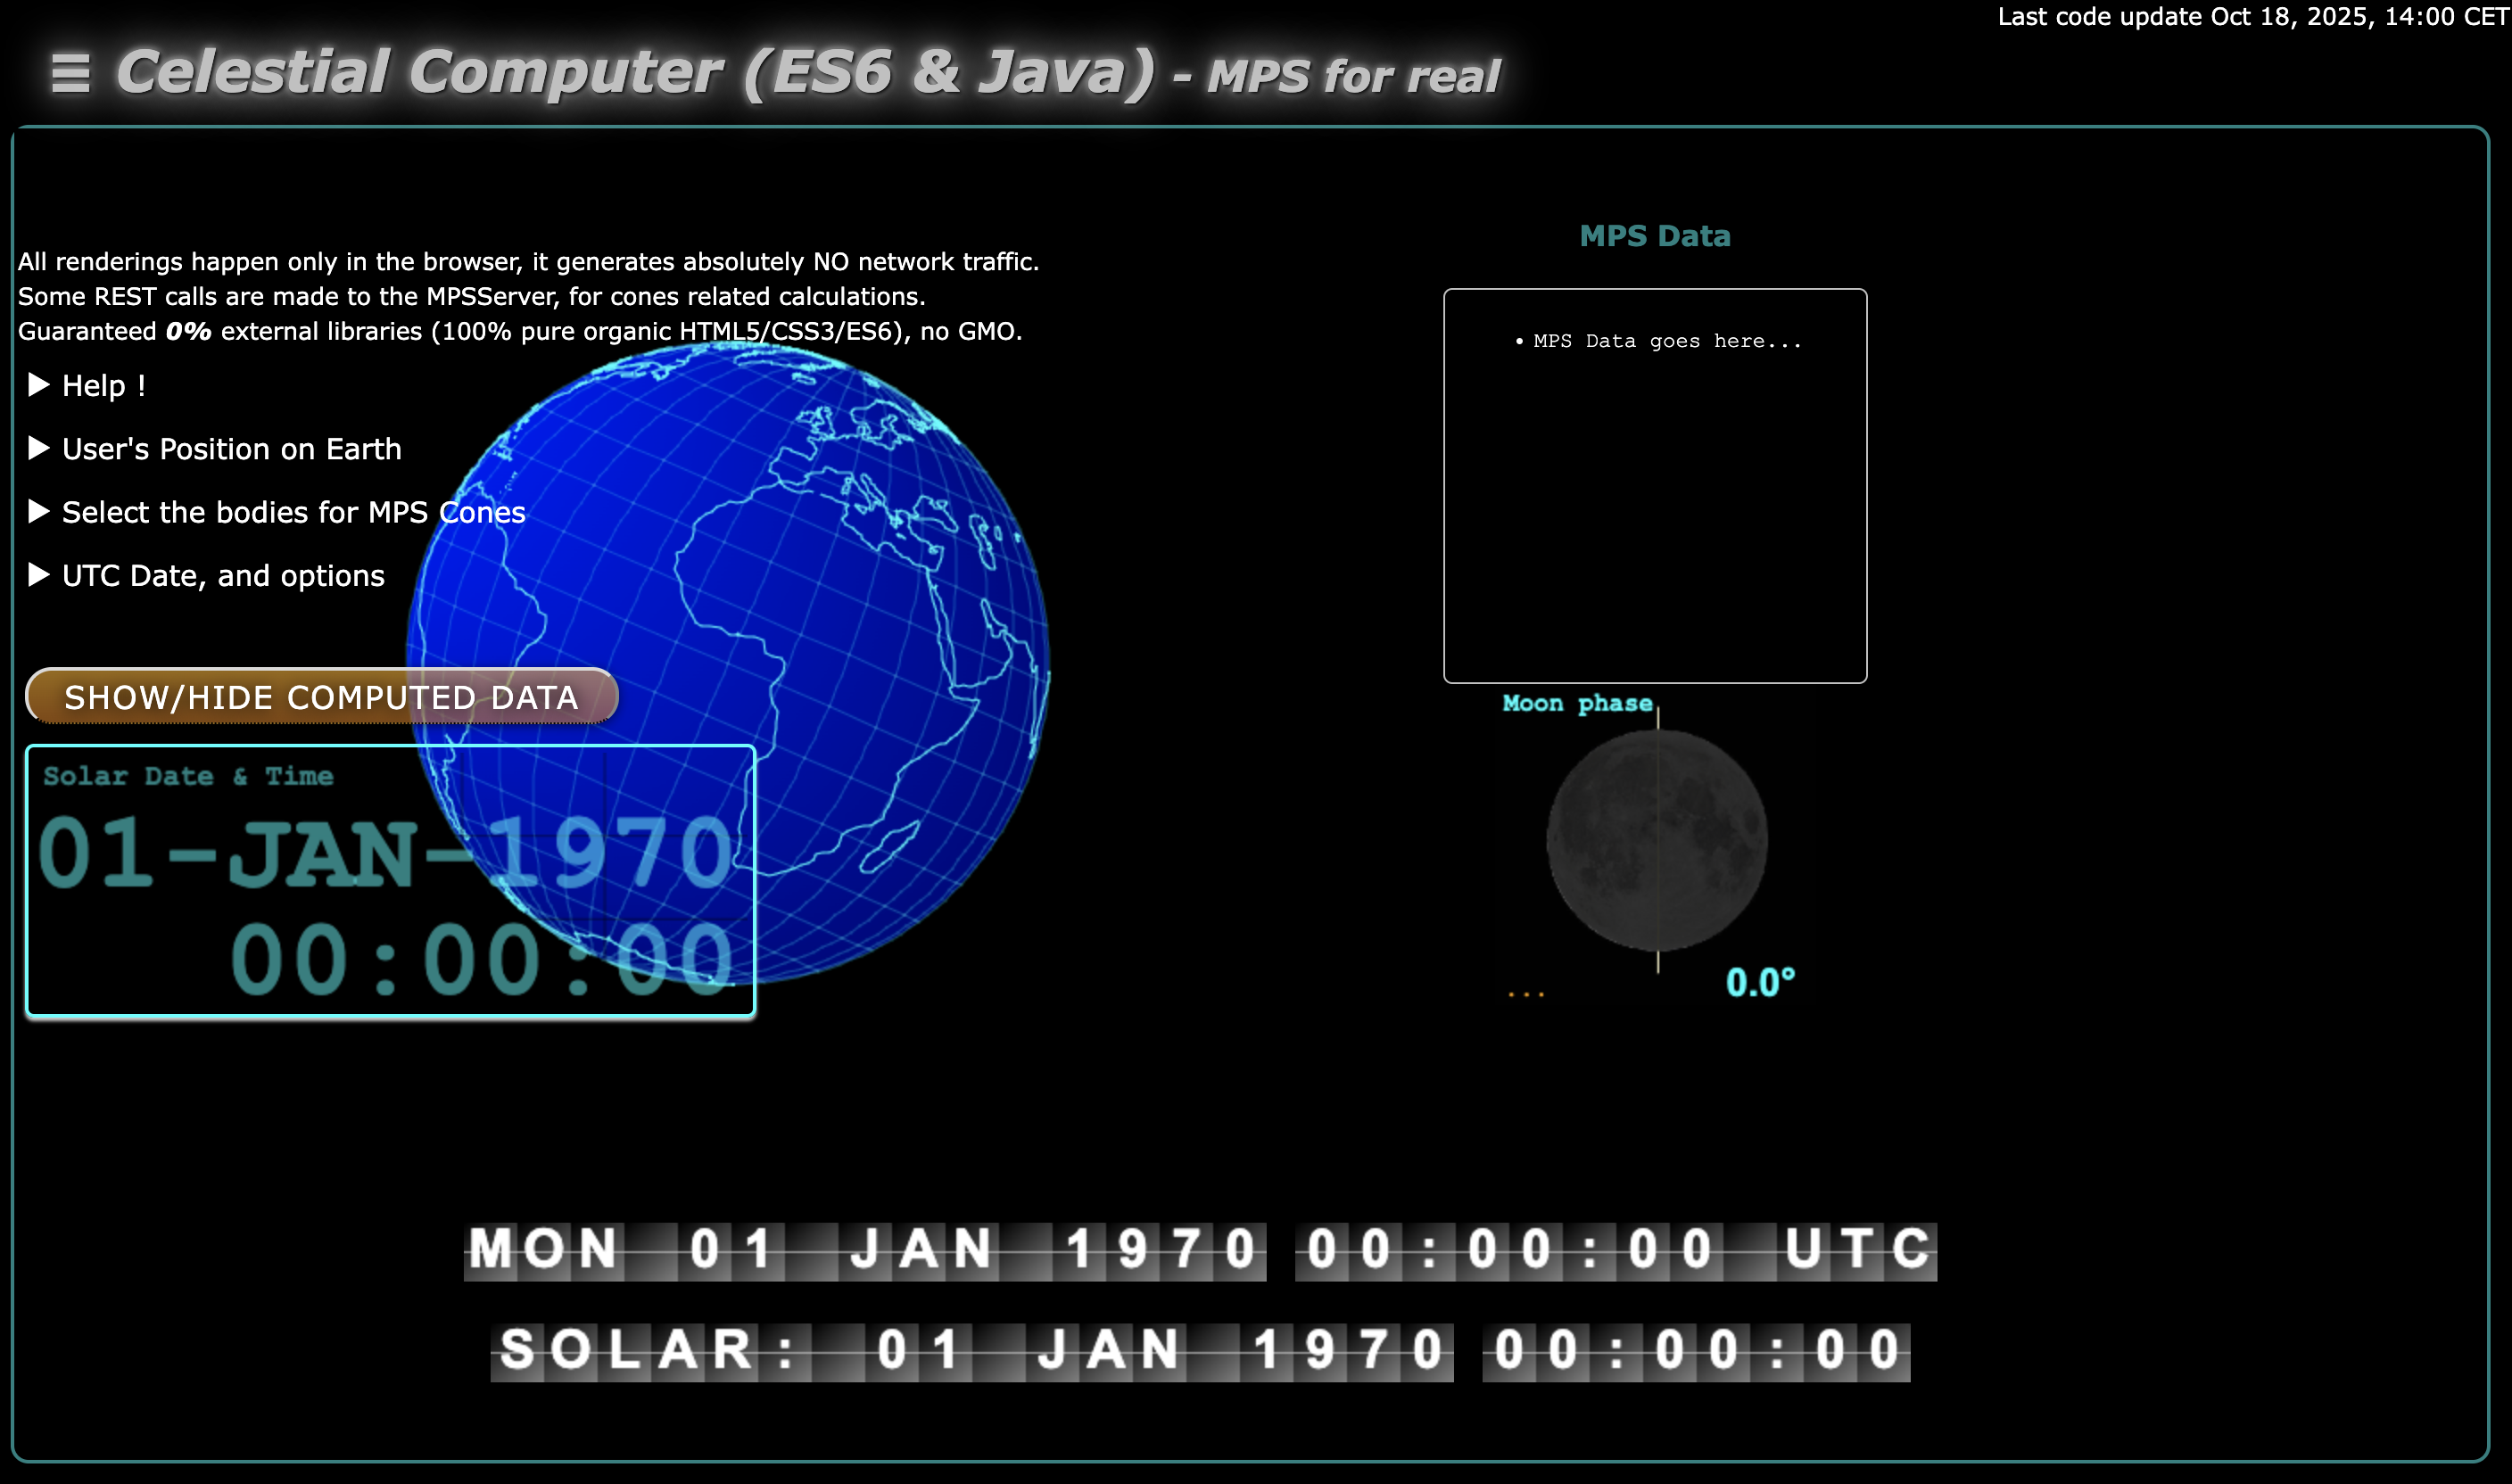 Last code update Oct 18, 2025, 14:00 CET
☰ Celestial Computer (ES6 & Java) - MPS for real
All renderings happen only in the browser, it generates absolutely NO network traffic.
Some REST calls are made to the MPSServer, for cones related calculations.
Guaranteed 0% external libraries (100% pure organic HTML5/CSS3/ES6), no GMO.
▶ Help !
▶ User's Position on Earth
▶ Select the bodies for MPS Cones
▶ UTC Date, and options
SHOW/HIDE COMPUTED DATA
Solar Date & Time
01-JAN-1970
00:00:00
MPS Data
• MPS Data goes here...
Moon phase
... 0.0°
MON 01 JAN 1970 00:00:00 UTC
SOLAR: 01 JAN 1970 00:00:00